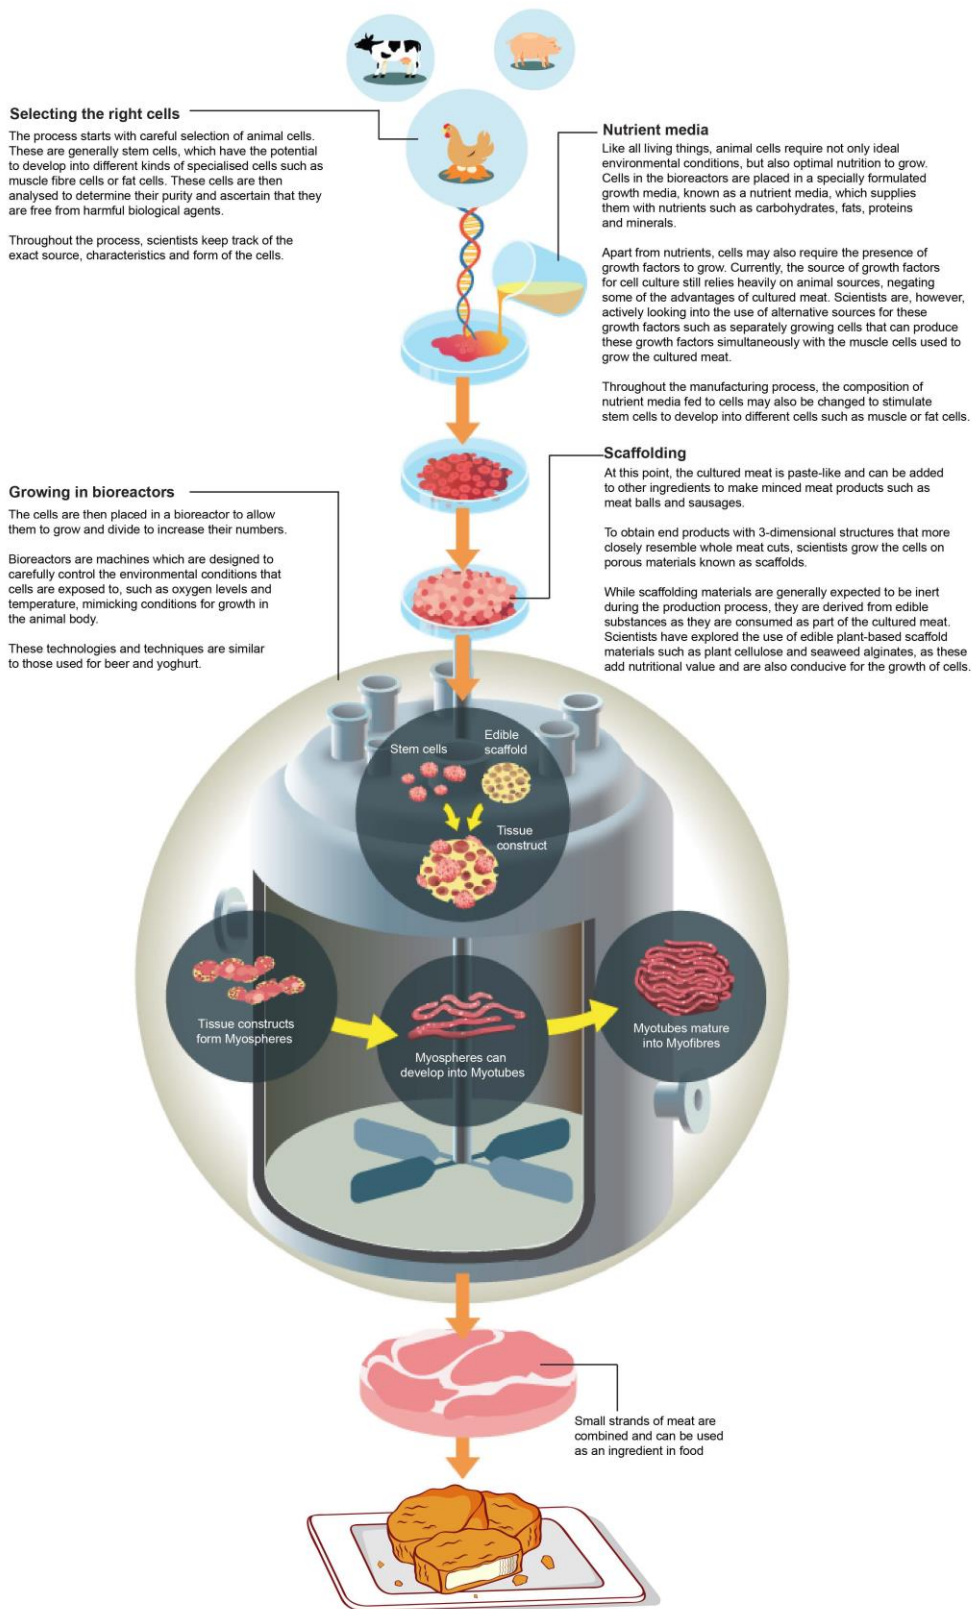 Selecting the right cells
The process starts with careful selection of animal cells.
These are generally stem cells, which have the potential
to develop into different kinds of specialised cells such as
muscle fibre cells or fat cells. These cells are then
analysed to determine their purity and ascertain that they
are free from harmful biological agents.
Throughout the process, scientists keep track of the
exact source, characteristics and form of the cells.
Nutrient media
Like all living things, animal cells require not only ideal
environmental conditions, but also optimal nutrition to grow.
Cells in the bioreactors are placed in a specially formulated
growth media, known as a nutrient media, which supplies
them with nutrients such as carbohydrates, fats, proteins
and minerals.
Apart from nutrients, cells may also require the presence of
growth factors to grow. Currently, the source of growth factors
for cell culture still relies heavily on animal sources, negating
some of the advantages of cultured meat. Scientists are, however,
actively looking into the use of alternative sources for these
growth factors such as separately growing cells that can produce
these growth factors simultaneously with the muscle cells used to
grow the cultured meat.
Throughout the manufacturing process, the composition of
nutrient media fed to cells may also be changed to stimulate
stem cells to develop into different cells such as muscle or fat cells.
Scaffolding
At this point, the cultured meat is paste-like and can be added
to other ingredients to make minced meat products such as
meat balls and sausages.
To obtain end products with 3-dimensional structures that more
closely resemble whole meat cuts, scientists grow the cells on
porous materials known as scaffolds.
While scaffolding materials are generally expected to be inert
during the production process, they are derived from edible
substances as they are consumed as part of the cultured meat.
Scientists have explored the use of edible plant-based scaffold
materials such as plant cellulose and seaweed alginates, as these
add nutritional value and are also conducive for the growth of cells.
Growing in bioreactors
The cells are then placed in a bioreactor to allow
them to grow and divide to increase their numbers.
Bioreactors are machines which are designed to
carefully control the environmental conditions that
cells are exposed to, such as oxygen levels and
temperature, mimicking conditions for growth in
the animal body.
These technologies and techniques are similar
to those used for beer and yoghurt.
Stem cells
Edible
scaffold
Tissue
construct
Tissue constructs
form Myospheres
Myospheres can
develop into Myotubes
Myotubes mature
into Myofibres
Small strands of meat are
combined and can be used
as an ingredient in food